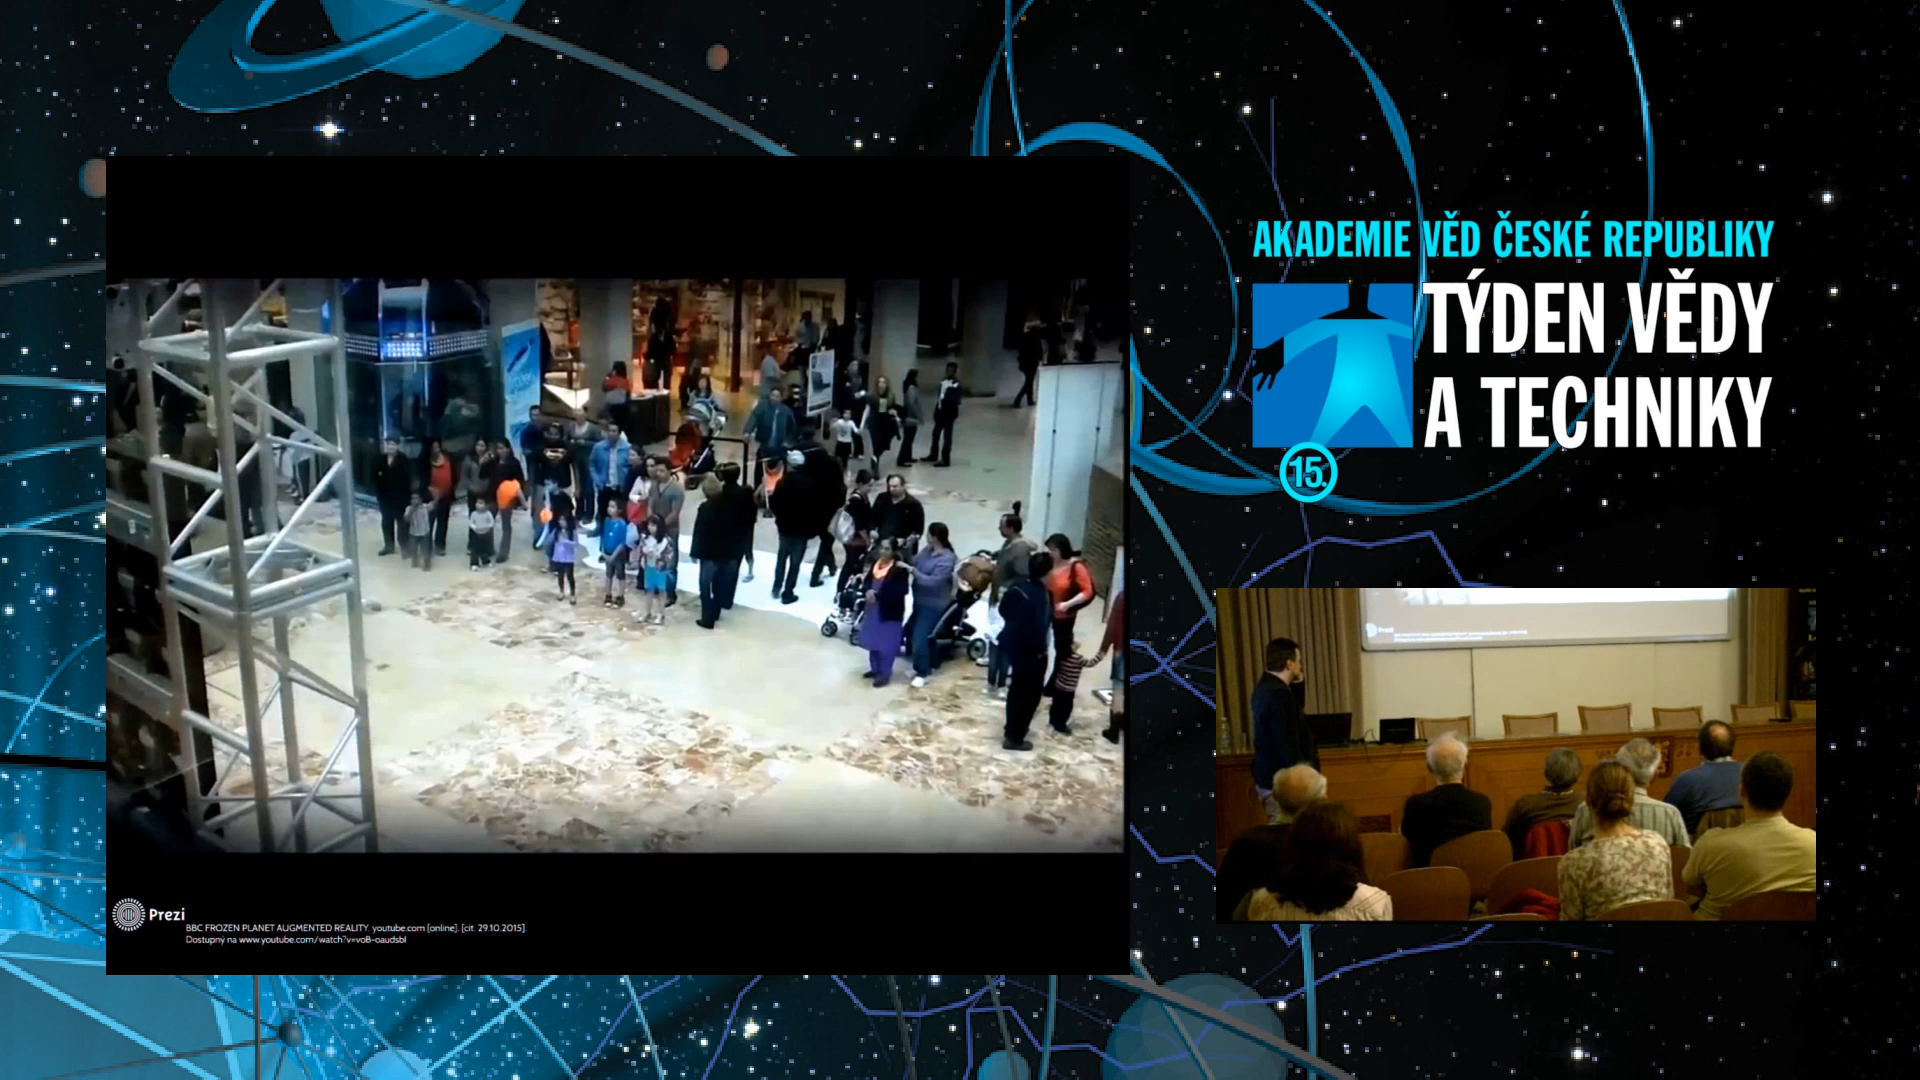 AKADEMIE VĚD ČESKÉ REPUBLIKY
TÝDEN VĚDY
A TECHNIKY
15.
Prezi
BBC FROZEN PLANET AUGMENTED REALITY. youtube.com [online]. [cit. 29.10.2015].
Dostupný na www.youtube.com/watch?v=voB-oaudsbI
Prezi